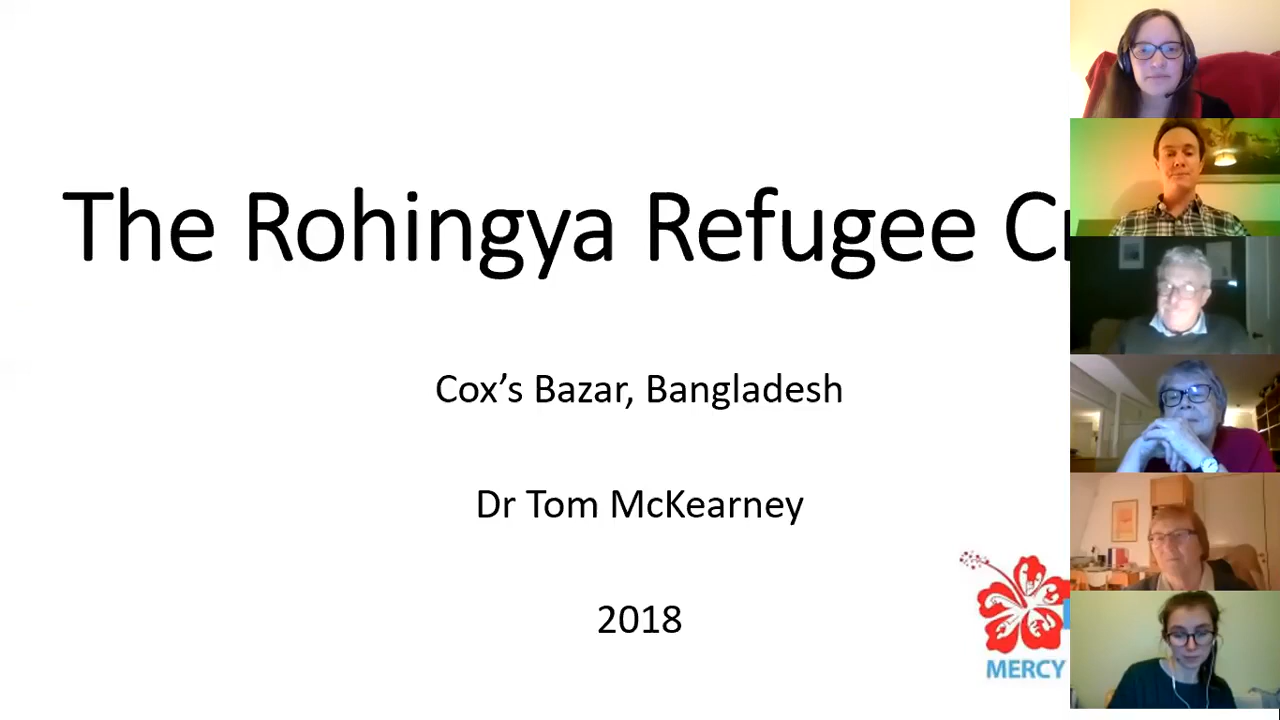 The Rohingya Refugee C
Cox's Bazar, Bangladesh
Dr Tom McKearney
2018
MERCY